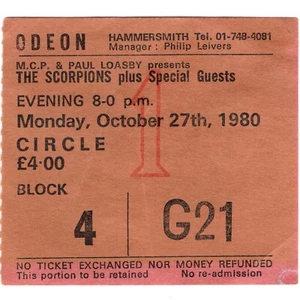 ODEON
HAMMERSMITH Tel. 01-748-4081
Manager : Philip Leivers
M.C.P. & PAUL LOASBY presents
THE SCORPIONS plus Special Guests
EVENING 8-0 p.m.
Monday, October 27th, 1980
CIRCLE
£4·00
1
BLOCK
4
G21
NO TICKET EXCHANGED NOR MONEY REFUNDED
This portion to be retained No re-admission